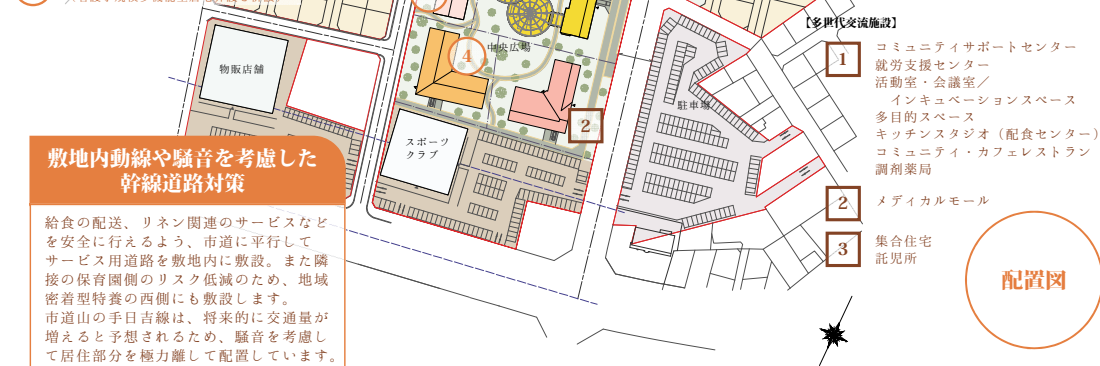 4
中央広場
物販店舗
スポーツ
クラブ
2
駐車場
敷地内動線や騒音を考慮した
幹線道路対策
給食の配送、リネン関連のサービスなど
を安全に行えるよう、市道に平行して
サービス用道路を敷地内に敷設。また隣
接の保育園側のリスク低減のため、地域
密着型特養の西側にも敷設します。
市道山の手日吉線は、将来的に交通量が
増えると予想されるため、騒音を考慮し
て居住部分を極力離して配置しています。
【多世代交流施設】
1
コミュニティサポートセンター
就労支援センター
活動室・会議室／
インキュベーションスペース
多目的スペース
キッチンスタジオ（配食センター）
コミュニティ・カフェレストラン
調剤薬局
2
メディカルモール
3
集合住宅
託児所
配置図